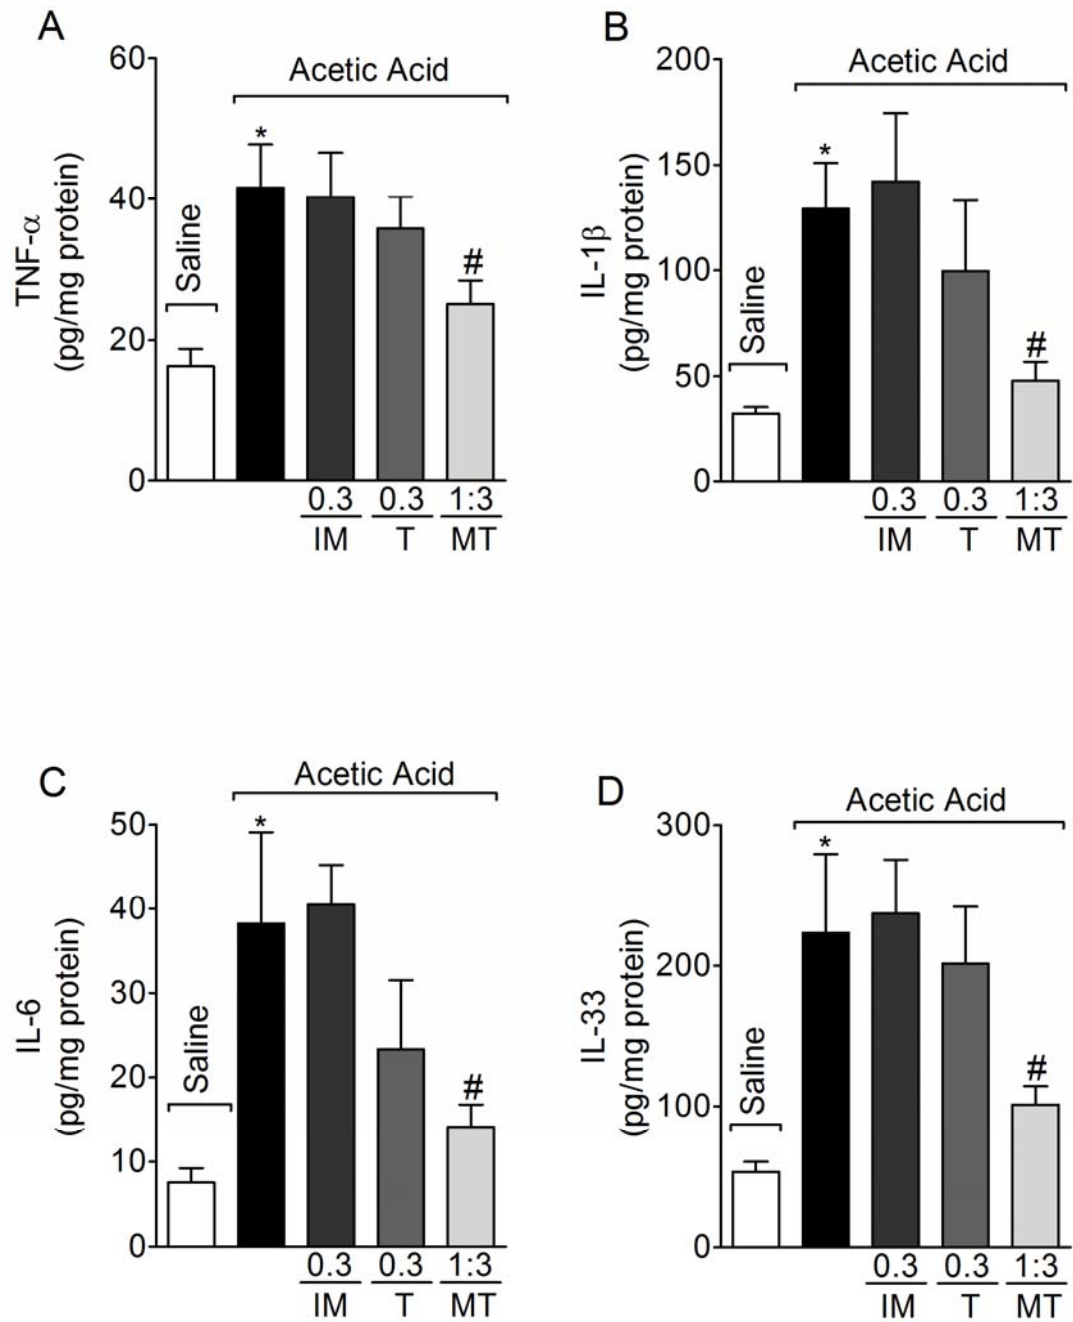 A
TNF-α
(pg/mg protein)
60
40
20
0
Acetic Acid
Saline
*
#
0.3 0.3 1:3
IM T MT
B
IL-1β
(pg/mg protein)
200
150
100
50
0
Acetic Acid
Saline
*
#
0.3 0.3 1:3
IM T MT
C
IL-6
(pg/mg protein)
50
40
30
20
10
0
Acetic Acid
Saline
*
#
0.3 0.3 1:3
IM T MT
D
IL-33
(pg/mg protein)
300
200
100
0
Acetic Acid
Saline
*
#
0.3 0.3 1:3
IM T MT